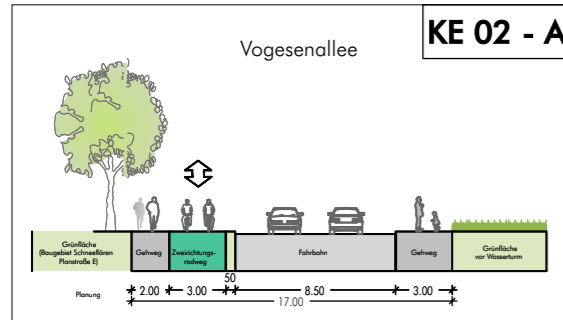 KE 02 - A
Vogesenallee
Grünfläche
(Baugebiet Schneeflären
Planstraße E)
Gehweg
Zweirichtungs-
radweg
Fahrbahn
Gehweg
Grünfläche
vor Wasserturm
50
Planung
2.00
3.00
8.50
3.00
17.00